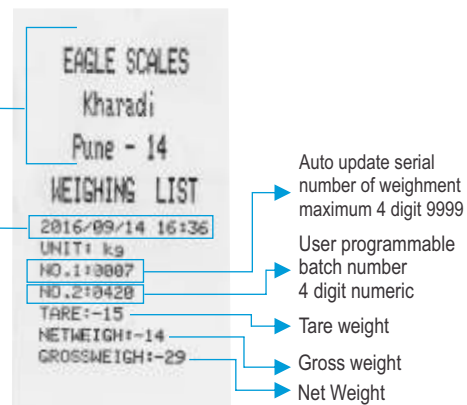 EAGLE SCALES
Kharadi
Pune - 14
WEIGHING LIST
2016/09/14 16:36
UNIT: kg
NO.1:0007
NO.2:0420
TARE:-15
NETWEIGH:-14
GROSSWEIGH:-29
Auto update serial
number of weighment
maximum 4 digit 9999
User programmable
batch number
4 digit numeric
Tare weight
Gross weight
Net Weight